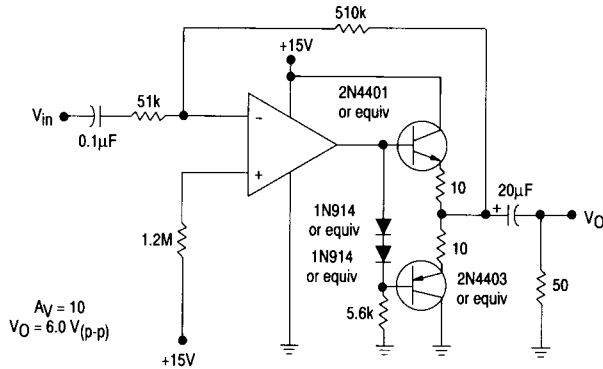 510k
+15V
2N4401
or equiv
51k
Vin
0.1µF
−
+
10
20µF
+
VO
1N914
or equiv
1N914
or equiv
10
2N4403
or equiv
1.2M
5.6k
50
AV = 10
VO = 6.0 V(p-p)
+15V